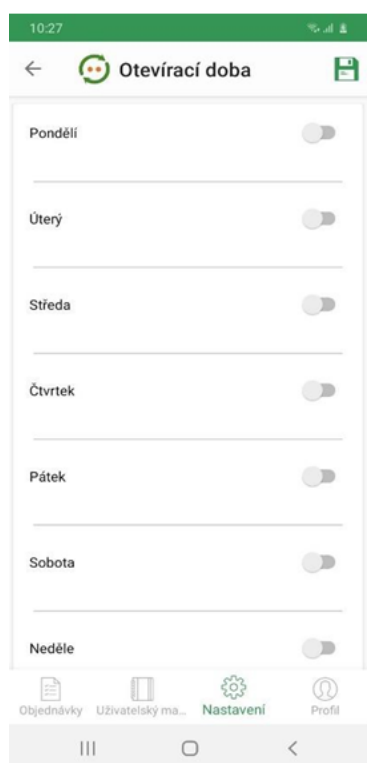 10:27
Otevírací doba
Pondělí
Úterý
Středa
Čtvrtek
Pátek
Sobota
Neděle
Objednávky Uživatelský ma... Nastavení Profil